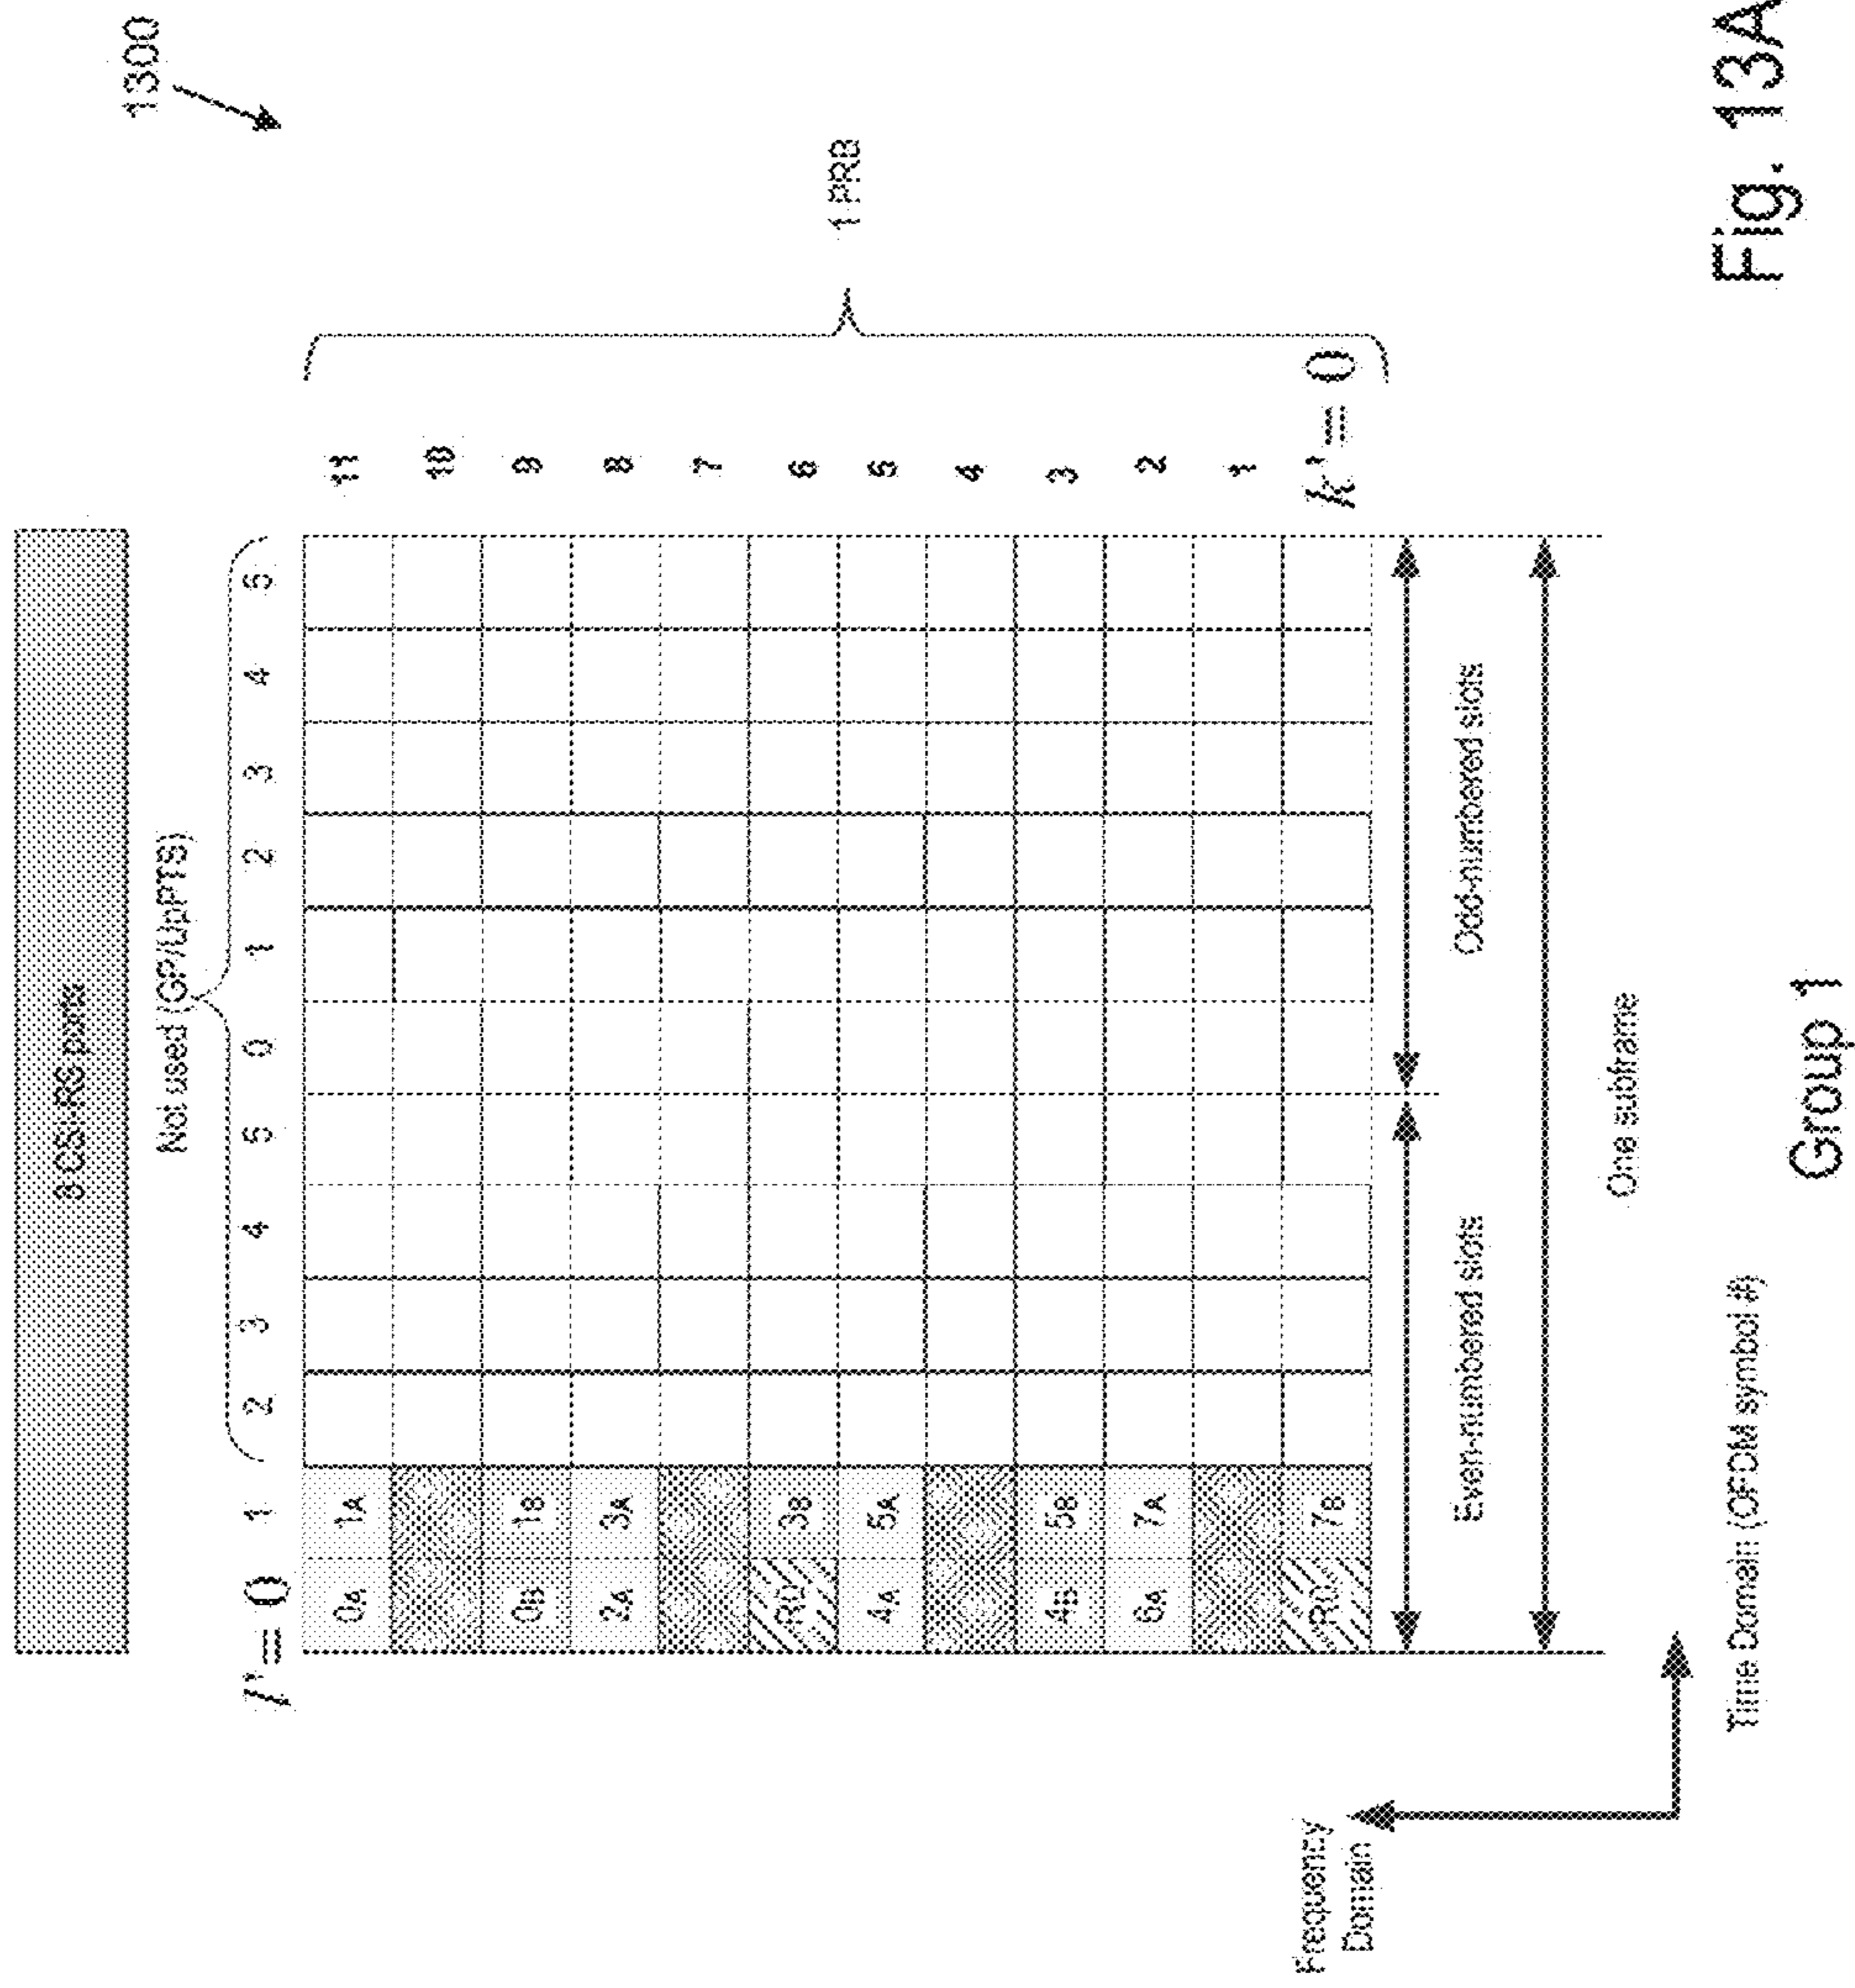 1300
8 CSI-RS ports
Not used (GP/UpPTS)
l' = 0 1 2 3 4 5 0 1 2 3 4 5
0A 1A 11
10
0B 1B 9
2A 3A 8
7
R0 3B 6
4A 5A 5
4
4B 5B 3
6A 7A 2
1
R0 7B k' = 0
1 PRB
Even-numbered slots Odd-numbered slots
One subframe
Frequency
Domain
Time Domain (OFDM symbol #)
Group 1
Fig. 13A